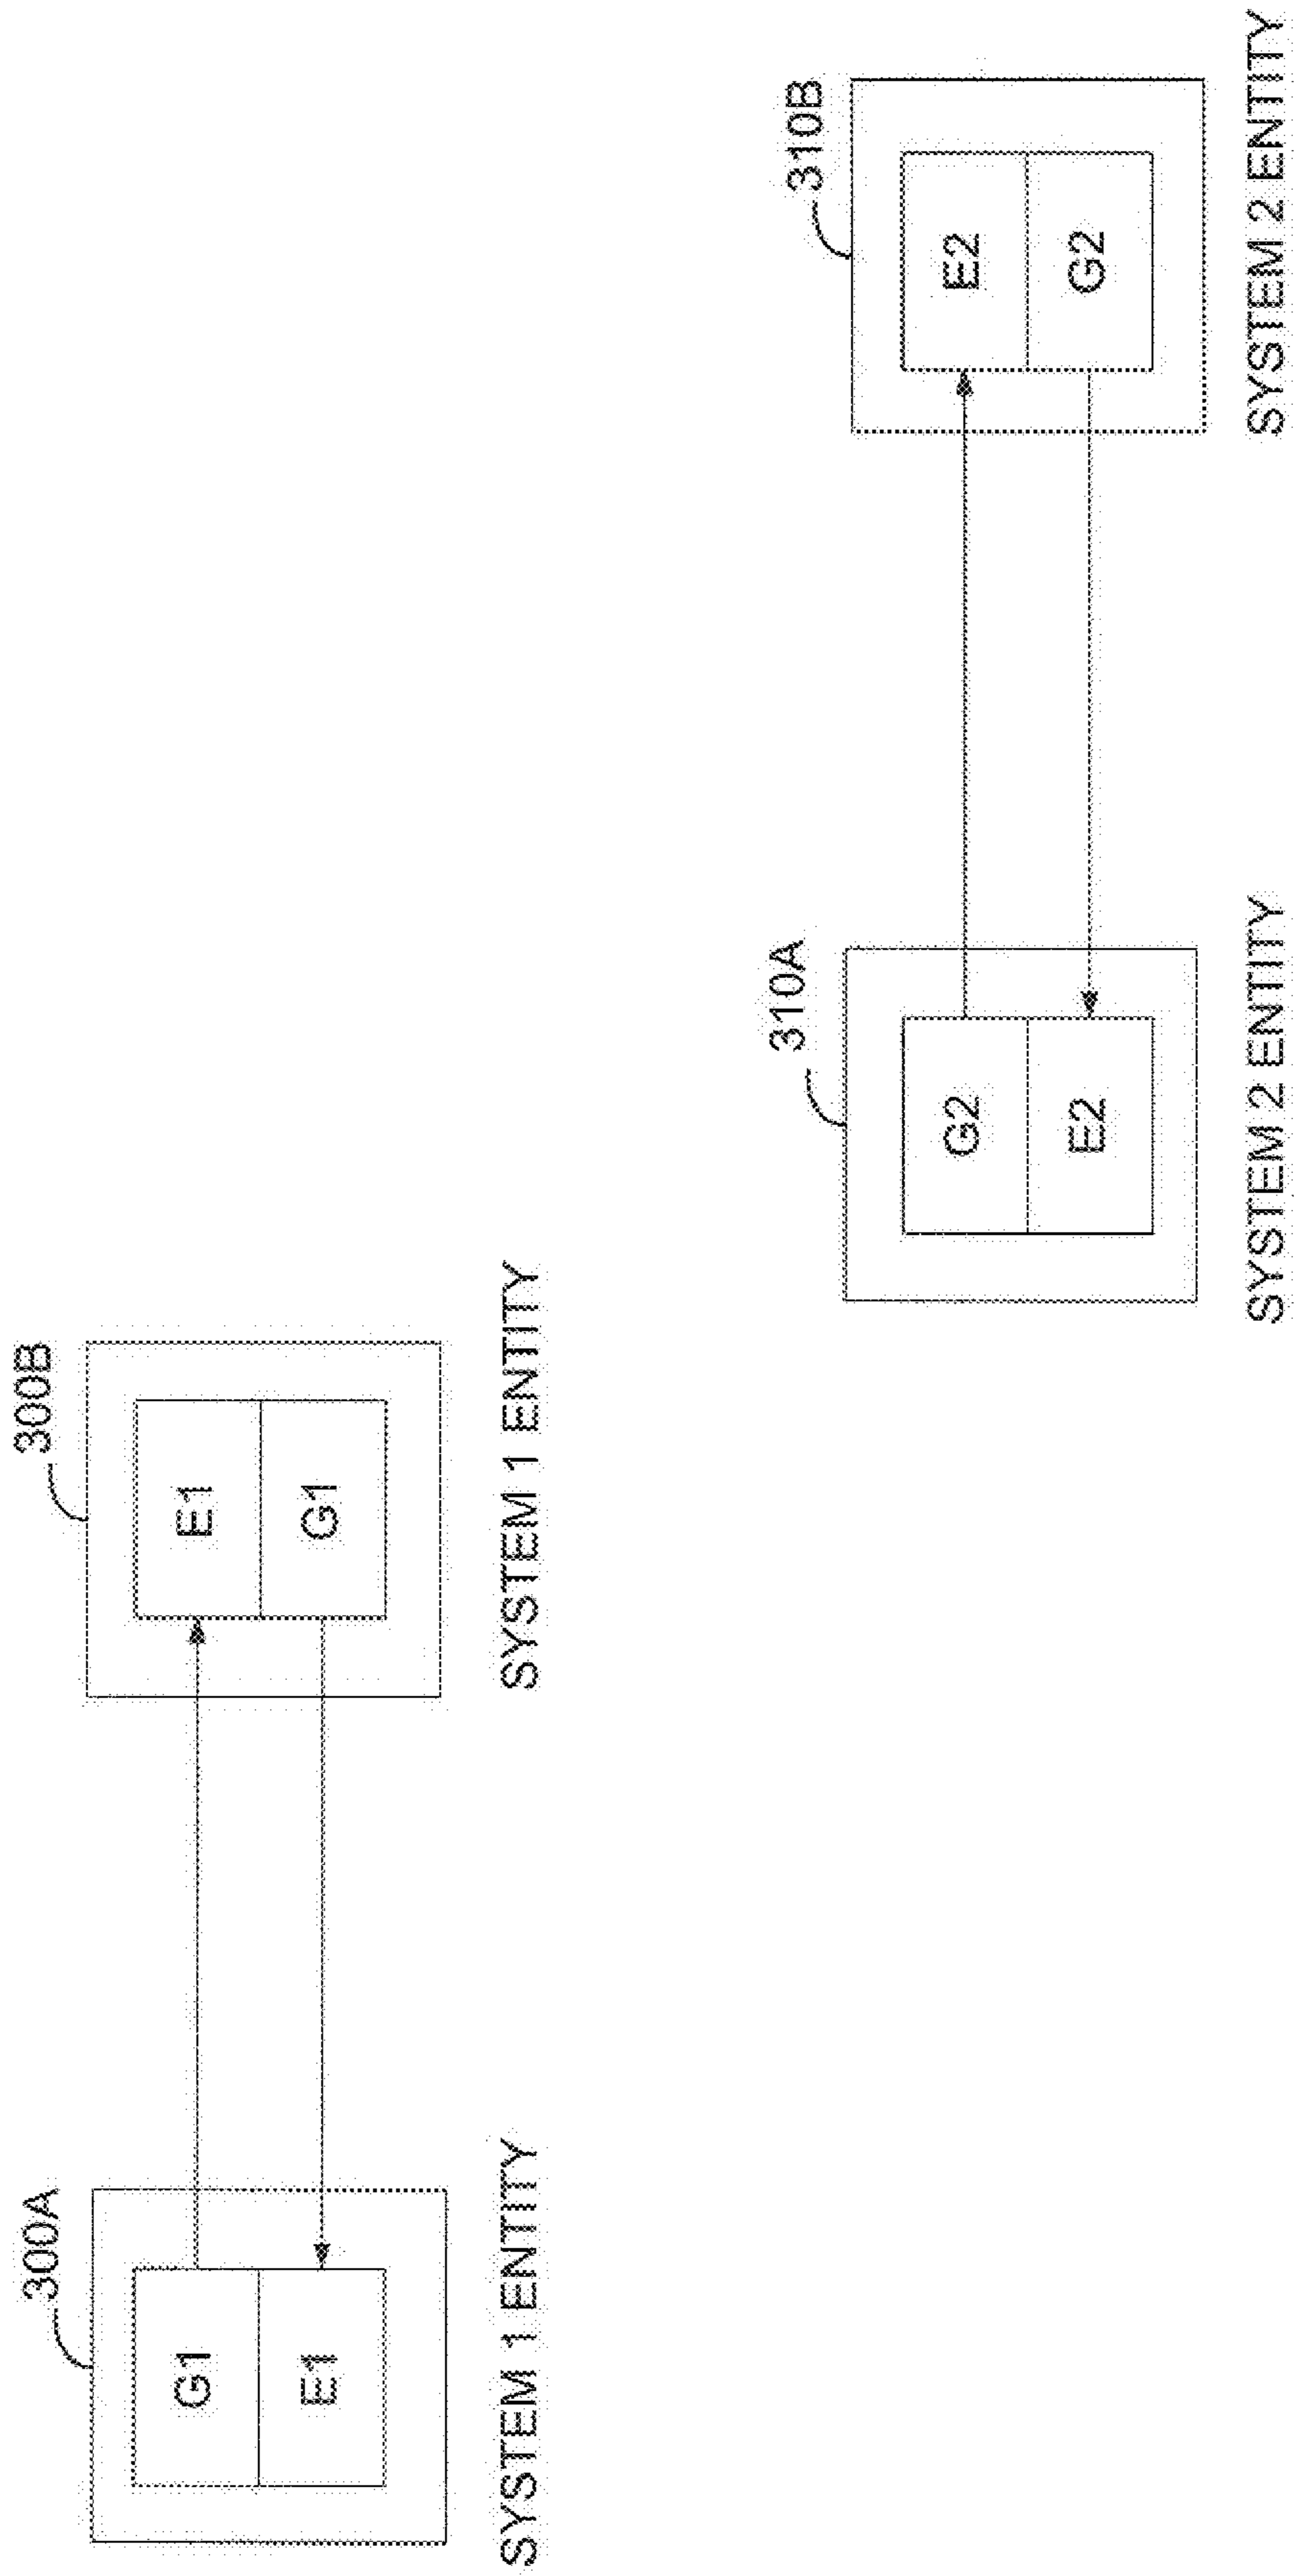 300A
G1
E1
SYSTEM 1 ENTITY
300B
E1
G1
SYSTEM 1 ENTITY
310A
G2
E2
SYSTEM 2 ENTITY
310B
E2
G2
SYSTEM 2 ENTITY